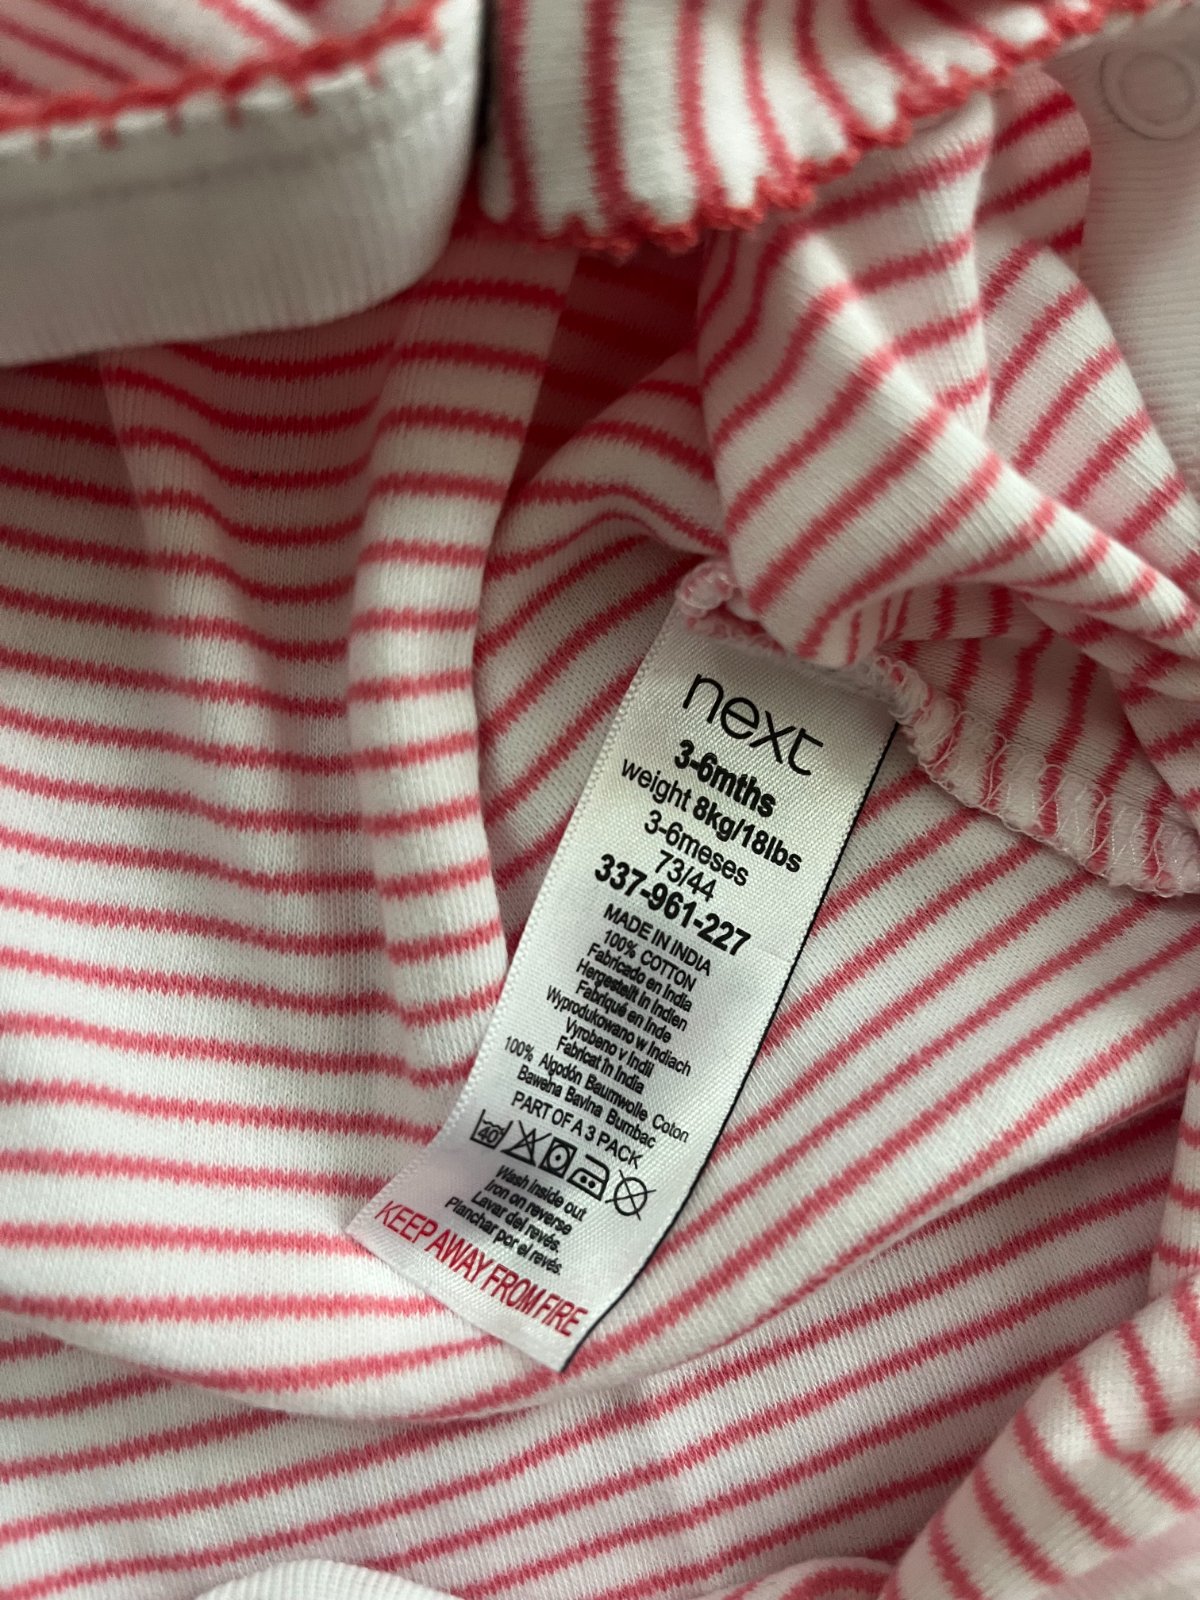 next
3-6mths
weight 8kg/18lbs
3-6meses
73/44
337-961-227
MADE IN INDIA
100% COTTON
Fabricado en India
Hergestellt in Indien
Fabriqué en Inde
Wyprodukowano w Indiach
Vyrobeno v Indii
Fabricat în India
100% Algodón Baumwolle Coton
Bawełna Bavlna Bumbac
PART OF A 3 PACK
40
Wash inside out
Iron on reverse
Lavar del revés.
Planchar por el revés.
KEEP AWAY FROM FIRE